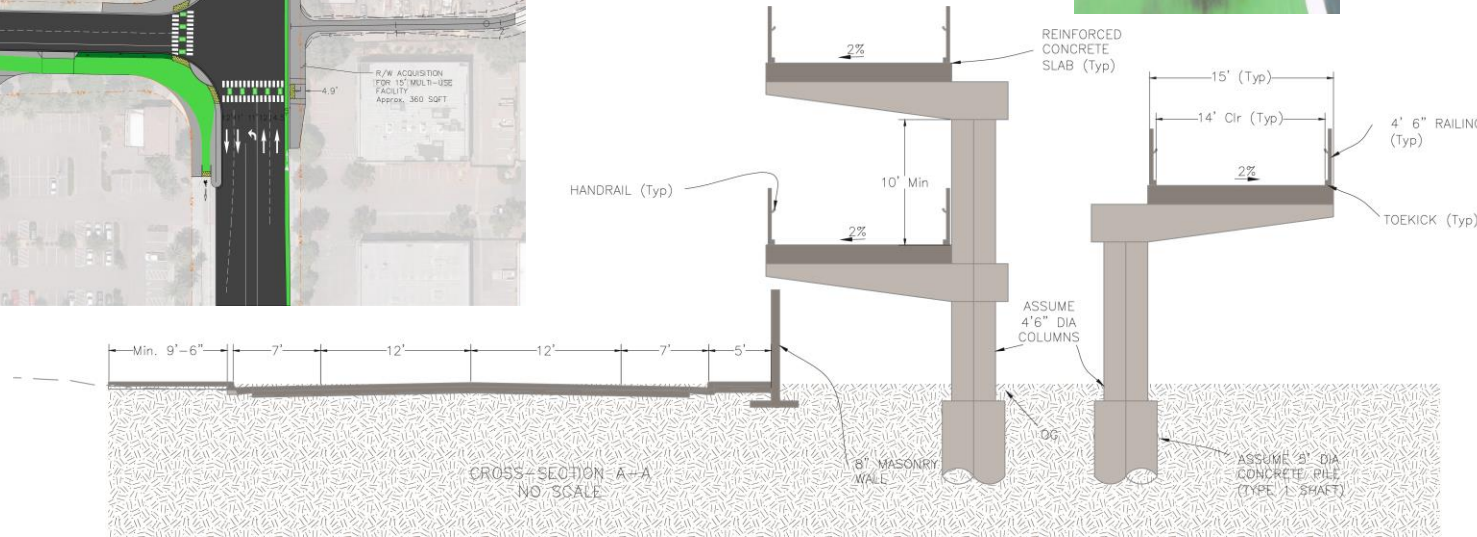 R/W ACQUISITION
FOR 15' MULTI-USE
FACILITY
Approx. 360 SQFT
4.9'
REINFORCED
CONCRETE
SLAB (Typ)
2%
15' (Typ)
14' Clr (Typ)
4' 6" RAILING
(Typ)
10' Min
HANDRAIL (Typ)
2%
2%
TOEKICK (Typ)
ASSUME
4'6" DIA
COLUMNS
Min. 9'-6"
7'
12'
12'
7'
5'
OG
8" MASONRY
WALL
ASSUME 5' DIA
CONCRETE PILE
(TYPE 1 SHAFT)
CROSS-SECTION A-A
NO SCALE